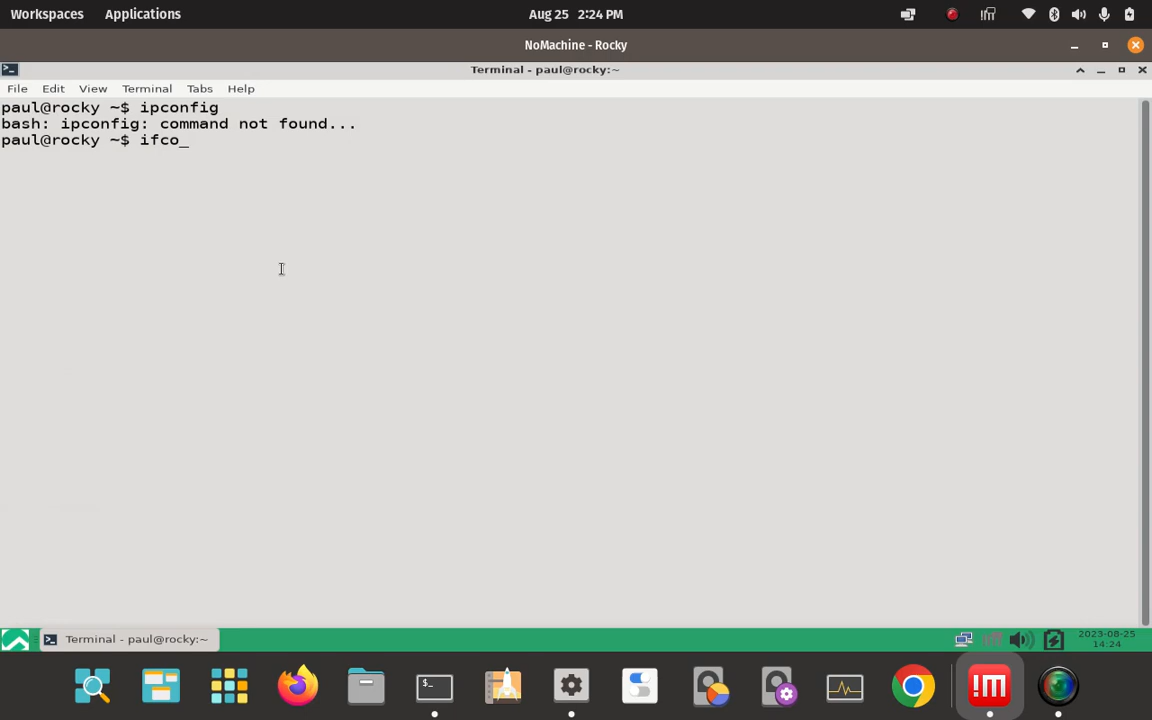 Workspaces Applications Aug 25 2:24 PM
NoMachine - Rocky
Terminal - paul@rocky:~
File Edit View Terminal Tabs Help
paul@rocky ~$ ipconfig
bash: ipconfig: command not found...
paul@rocky ~$ ifco_
Terminal - paul@rocky:~
2023-08-25
14:24
$_
!M